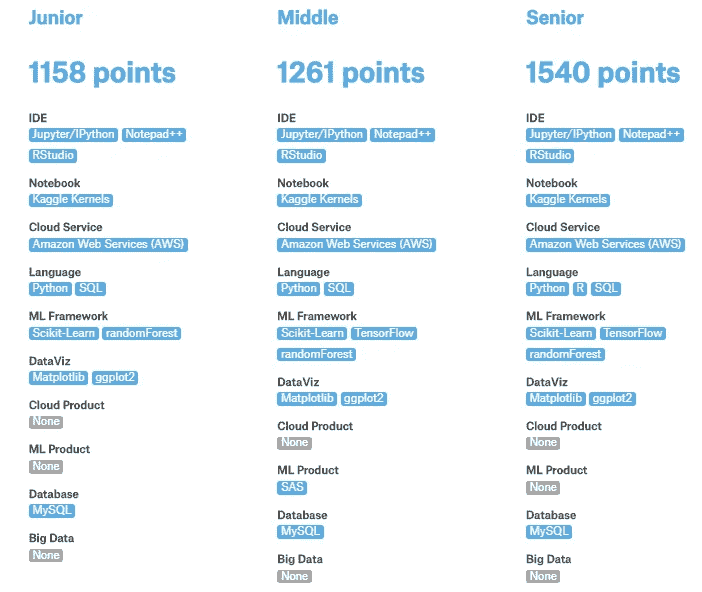 Junior
1158 points
IDE
Jupyter/IPython Notepad++
RStudio
Notebook
Kaggle Kernels
Cloud Service
Amazon Web Services (AWS)
Language
Python SQL
ML Framework
Scikit-Learn randomForest
DataViz
Matplotlib ggplot2
Cloud Product
None
ML Product
None
Database
MySQL
Big Data
None
Middle
1261 points
IDE
Jupyter/IPython Notepad++
RStudio
Notebook
Kaggle Kernels
Cloud Service
Amazon Web Services (AWS)
Language
Python SQL
ML Framework
Scikit-Learn TensorFlow
randomForest
DataViz
Matplotlib ggplot2
Cloud Product
None
ML Product
SAS
Database
MySQL
Big Data
None
Senior
1540 points
IDE
Jupyter/IPython Notepad++
RStudio
Notebook
Kaggle Kernels
Cloud Service
Amazon Web Services (AWS)
Language
Python R SQL
ML Framework
Scikit-Learn TensorFlow
randomForest
DataViz
Matplotlib ggplot2
Cloud Product
None
ML Product
None
Database
MySQL
Big Data
None